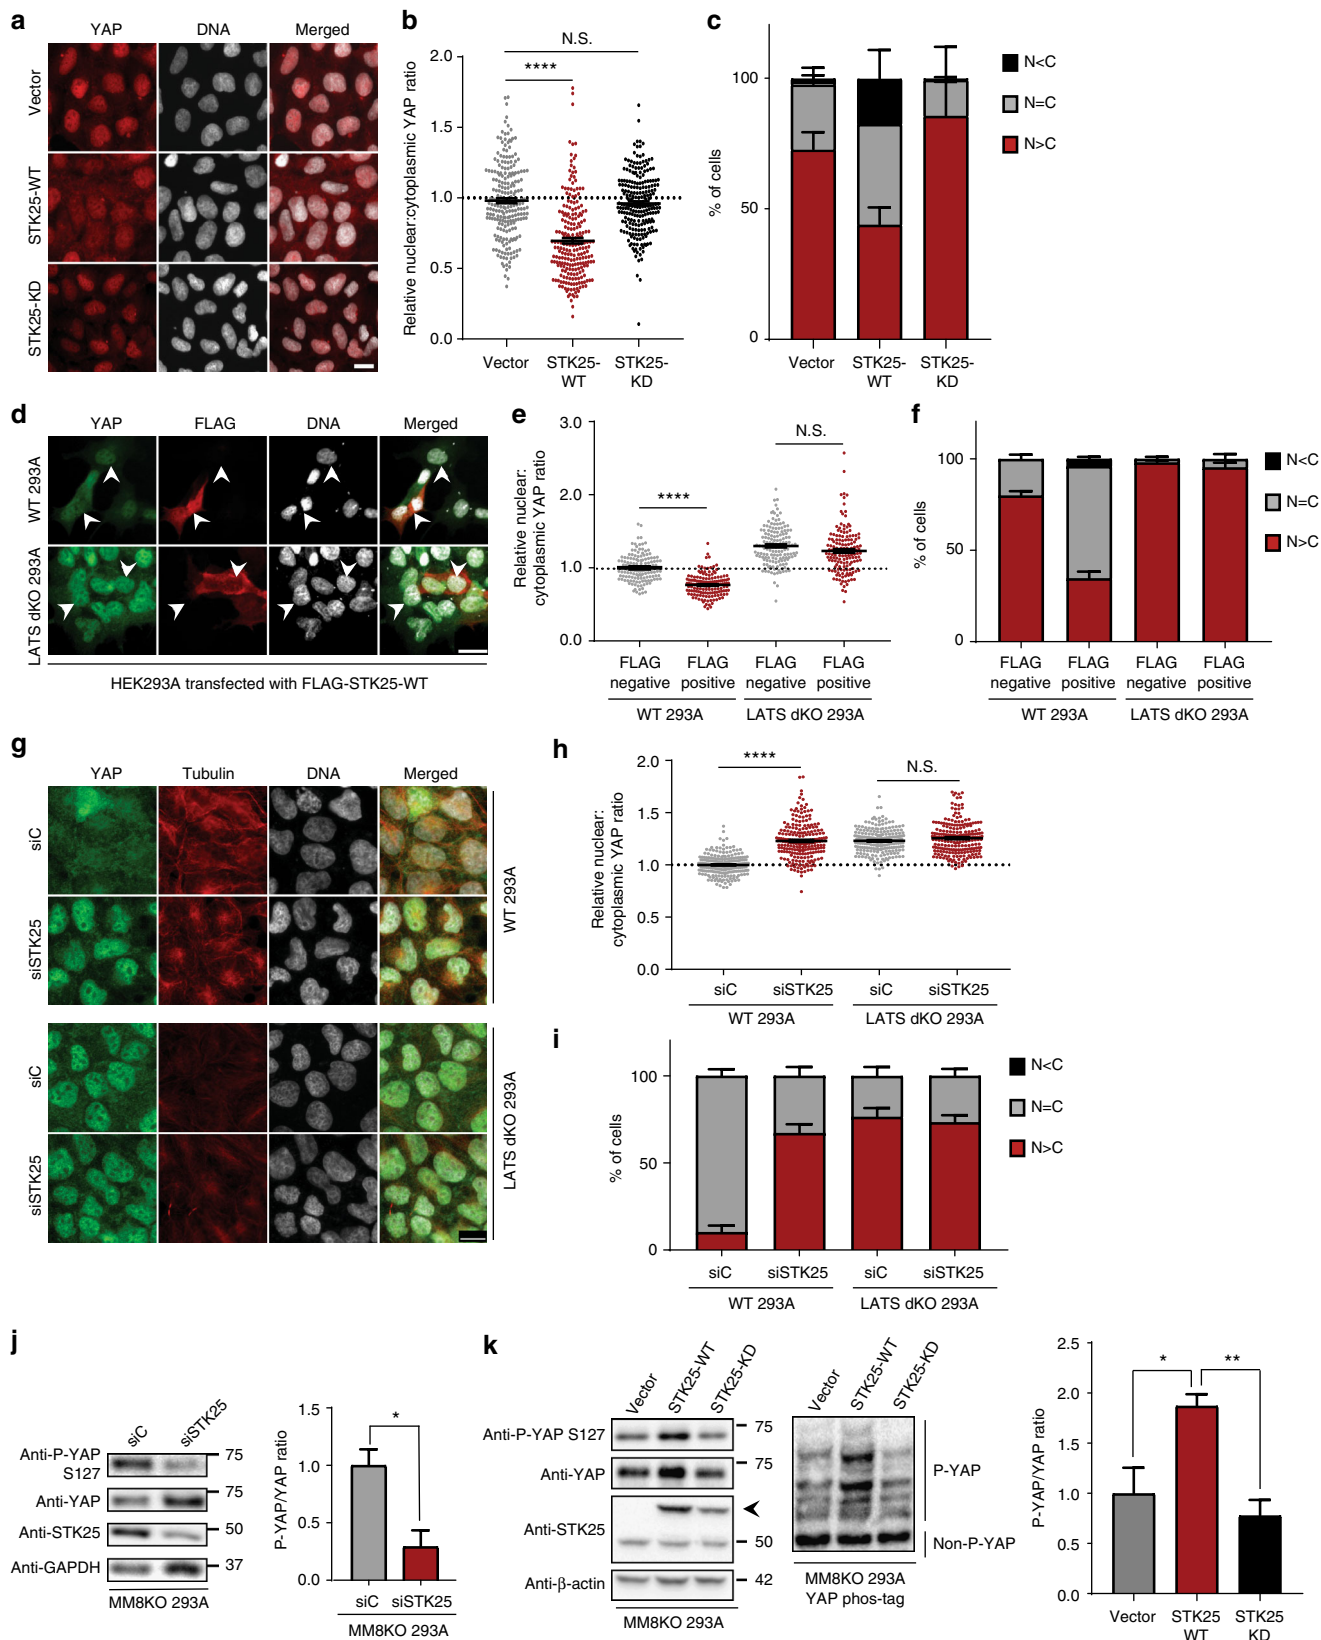 a
YAP DNA Merged
Vector
STK25-WT
STK25-KD
b
N.S.
****
Relative nuclear:cytoplasmic YAP ratio
2.0
1.5
1.0
0.5
0.0
Vector STK25-WT STK25-KD
c
% of cells
100
50
0
Vector STK25-WT STK25-KD
N<C
N=C
N>C
d
YAP FLAG DNA Merged
WT 293A
LATS dKO 293A
HEK293A transfected with FLAG-STK25-WT
e
Relative nuclear:
cytoplasmic YAP ratio
3.0
2.0
1.0
0.0
****
N.S.
FLAG negative FLAG positive FLAG negative FLAG positive
WT 293A LATS dKO 293A
f
% of cells
100
50
0
FLAG negative FLAG positive FLAG negative FLAG positive
WT 293A LATS dKO 293A
N<C
N=C
N>C
g
YAP Tubulin DNA Merged
siC
siSTK25
WT 293A
siC
siSTK25
LATS dKO 293A
h
Relative nuclear:
cytoplasmic YAP ratio
2.0
1.5
1.0
0.5
0.0
****
N.S.
siC siSTK25 siC siSTK25
WT 293A LATS dKO 293A
i
% of cells
100
50
0
siC siSTK25 siC siSTK25
WT 293A LATS dKO 293A
N<C
N=C
N>C
j
siC siSTK25
Anti-P-YAP S127 75
Anti-YAP 75
Anti-STK25 50
Anti-GAPDH 37
MM8KO 293A
P-YAP/YAP ratio
1.5
1.0
0.5
0.0
*
siC siSTK25
MM8KO 293A
k
Vector STK25-WT STK25-KD
Anti-P-YAP S127 75
Anti-YAP 75
Anti-STK25 50
Anti-β-actin 42
MM8KO 293A
Vector STK25-WT STK25-KD
P-YAP
Non-P-YAP
MM8KO 293A
YAP phos-tag
P-YAP/YAP ratio
2.5
2.0
1.5
1.0
0.5
0.0
* **
Vector STK25 WT STK25 KD